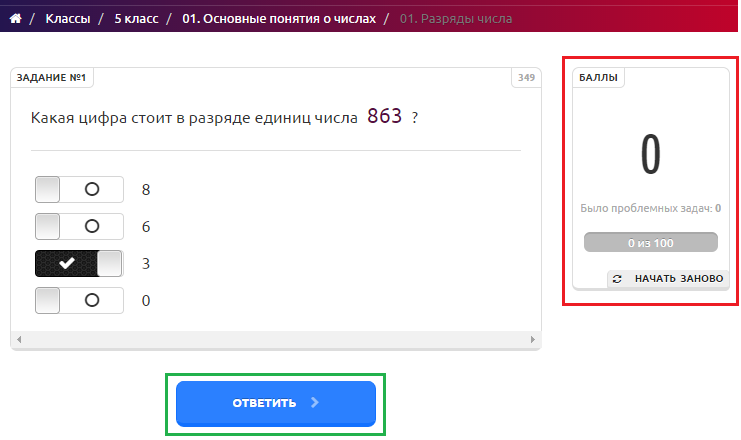 / Классы / 5 класс / 01. Основные понятия о числах / 01. Разряды числа
ЗАДАНИЕ №1
349
Какая цифра стоит в разряде единиц числа 863 ?
8
6
3
0
ОТВЕТИТЬ
БАЛЛЫ
0
Было проблемных задач: 0
0 из 100
НАЧАТЬ ЗАНОВО